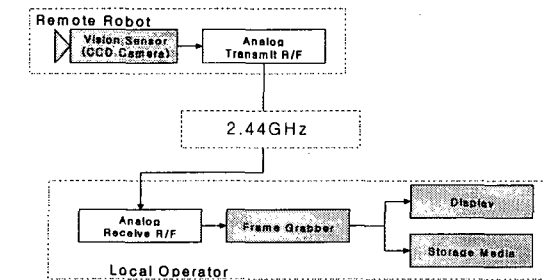 Remote Robot
Vision Sensor
(CCD Camera)
Analog
Transmit R/F
2.44GHz
Analog
Receive R/F
Frame Grabber
Display
Storage Media
Local Operator